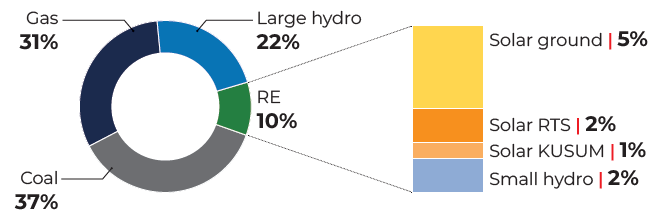 Gas
31%
Large hydro
22%
RE
10%
Coal
37%
Solar ground | 5%
Solar RTS | 2%
Solar KUSUM | 1%
Small hydro | 2%